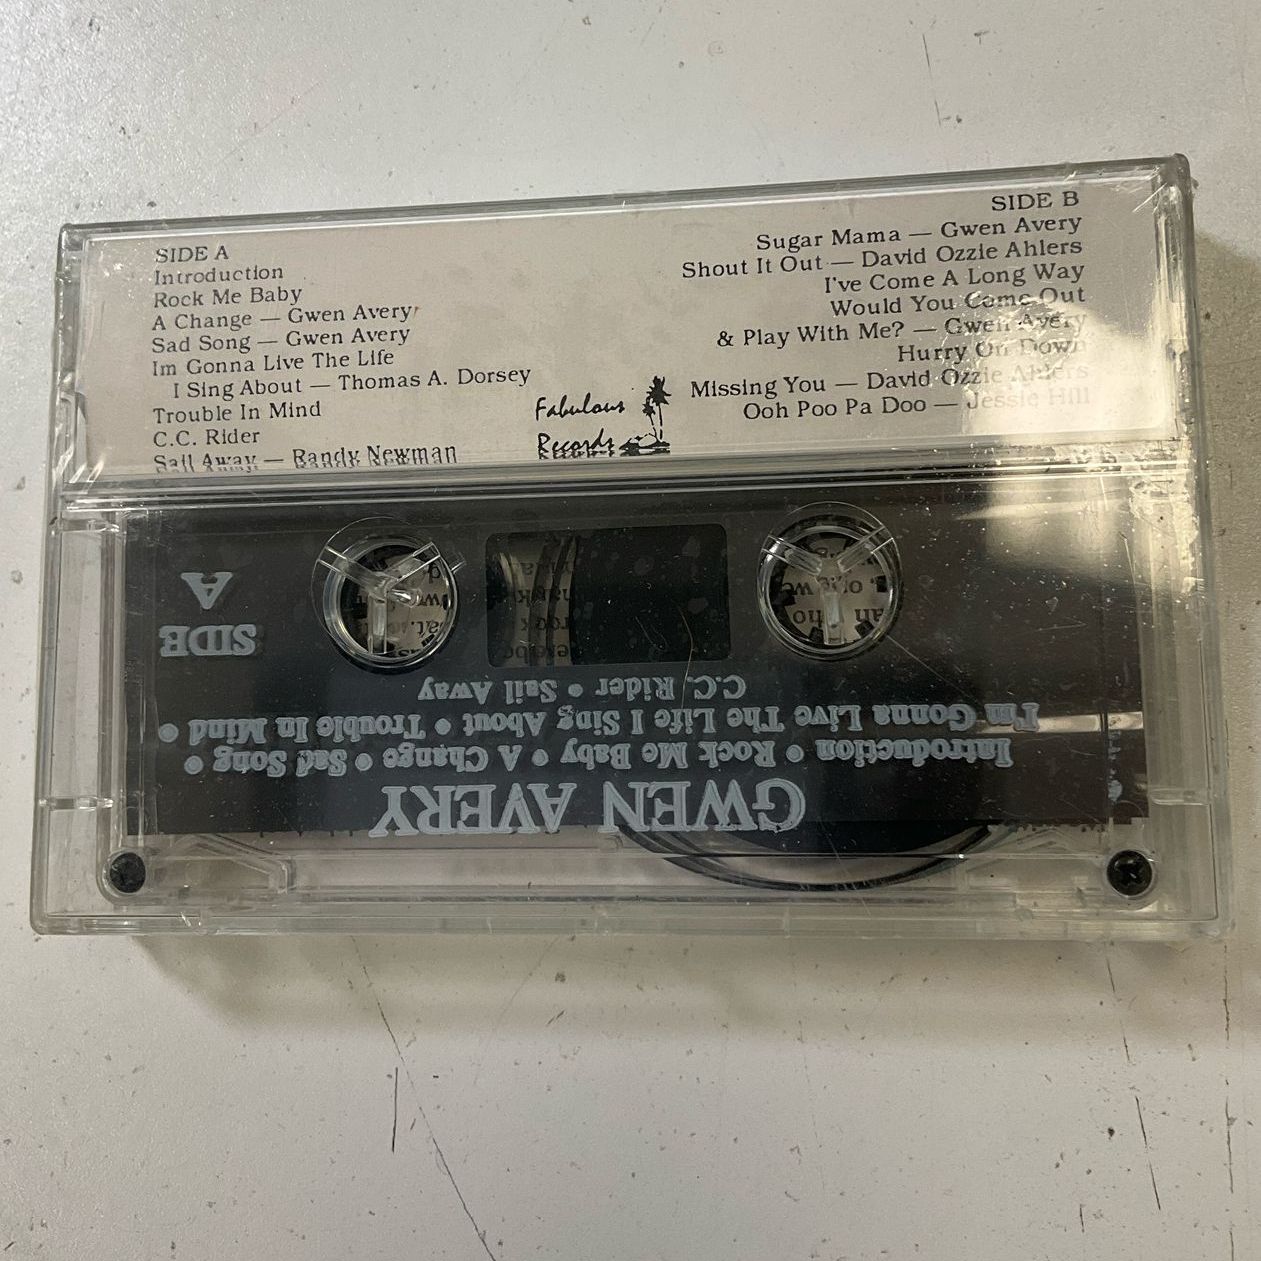 SIDE A
Introduction
Rock Me Baby
A Change — Gwen Avery
Sad Song — Gwen Avery
Im Gonna Live The Life
I Sing About — Thomas A. Dorsey
Trouble In Mind
C.C. Rider
Sail Away — Randy Newman
Fabulous
Records
SIDE B
Sugar Mama — Gwen Avery
Shout It Out — David Ozzie Ahlers
I've Come A Long Way
Would You Come Out
& Play With Me? — Gwen Avery
Hurry On Down
Missing You — David Ozzie Ahlers
Ooh Poo Pa Doo — Jessie Hill
GWEN AVERY
Introduction • Rock Me Baby • A Change • Sad Song •
I'm Gonna Live The Life I Sing About • Trouble In Mind •
C.C. Rider • Sail Away
SIDE
A